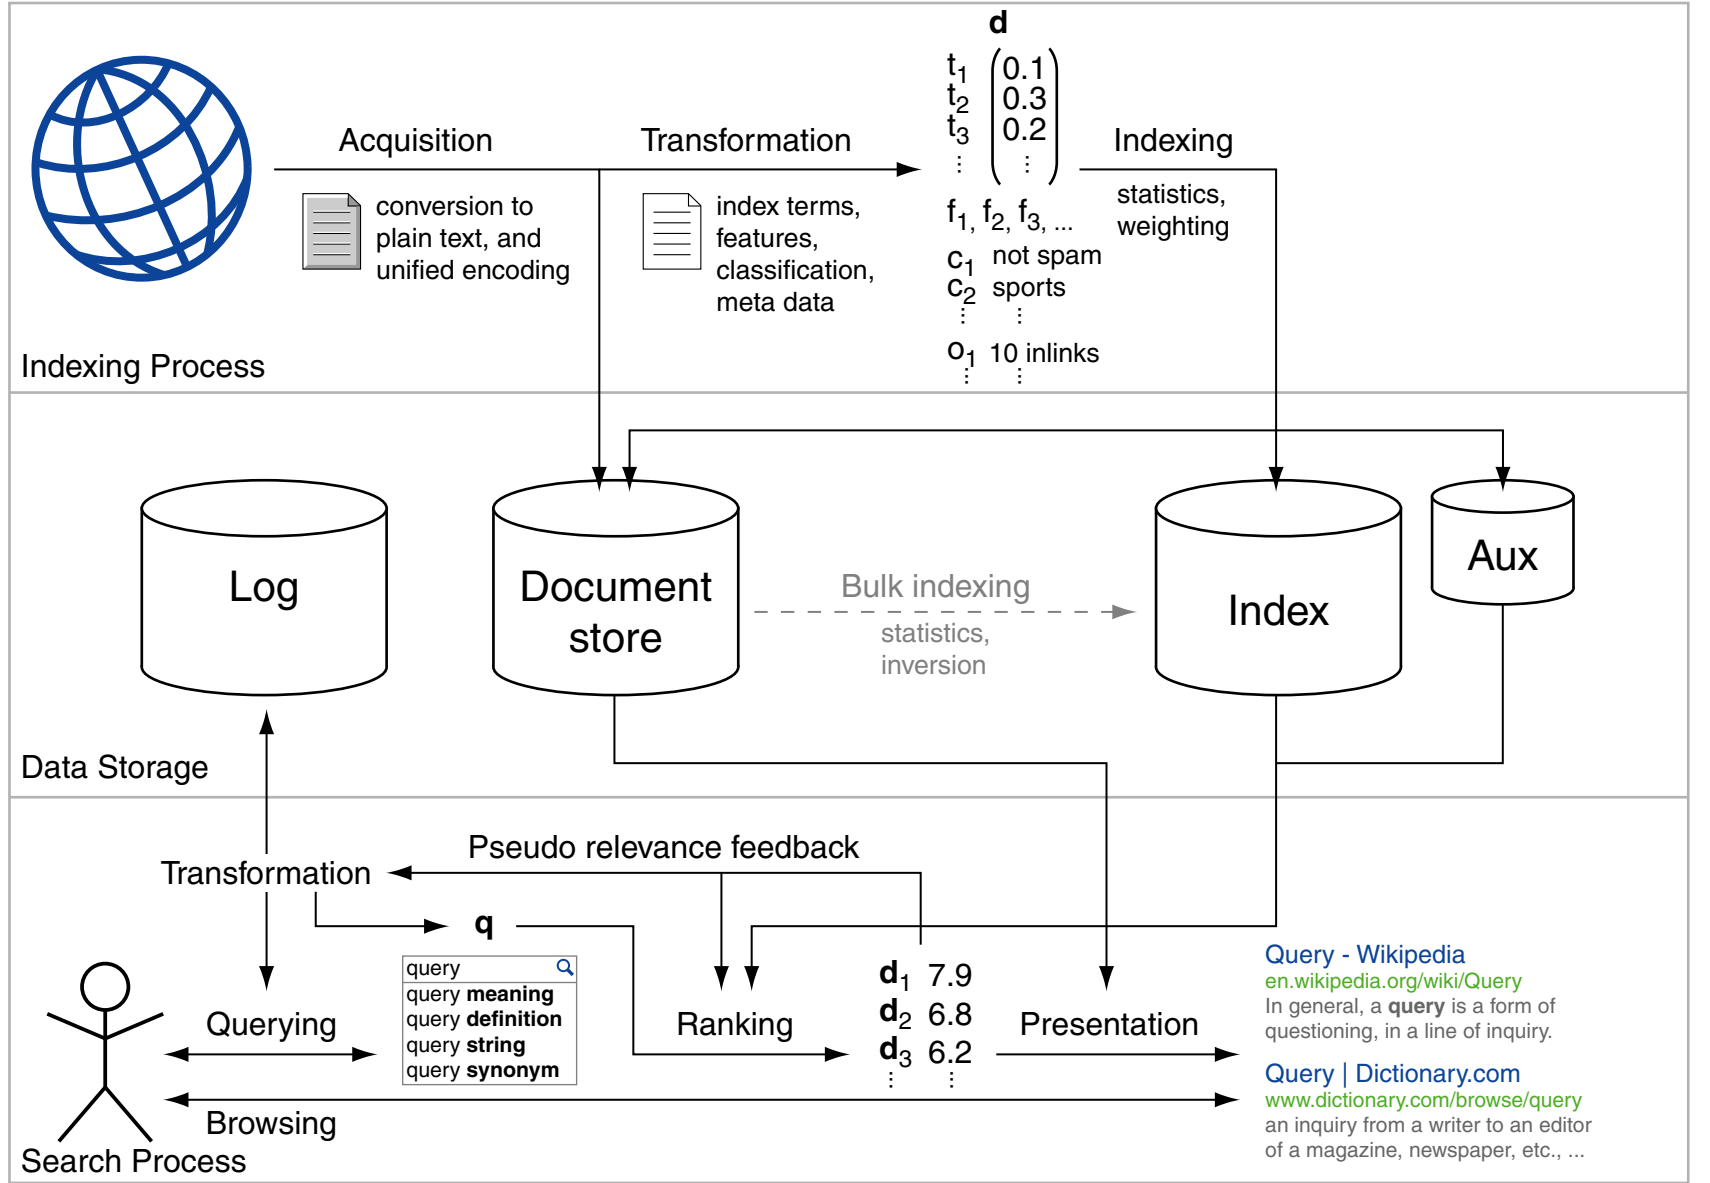 d
t1 0.1
t2 0.3
t3 0.2
⋮ ⋮
Acquisition
Transformation
Indexing
conversion to
plain text, and
unified encoding
index terms,
features,
classification,
meta data
f1, f2, f3, ...
c1 not spam
c2 sports
⋮ ⋮
o1 10 inlinks
⋮ ⋮
statistics,
weighting
Indexing Process
Log
Document
store
Bulk indexing
statistics,
inversion
Index
Aux
Data Storage
Pseudo relevance feedback
Transformation
q
query
query meaning
query definition
query string
query synonym
Querying
Ranking
d1 7.9
d2 6.8
d3 6.2
⋮ ⋮
Presentation
Query - Wikipedia
en.wikipedia.org/wiki/Query
In general, a query is a form of
questioning, in a line of inquiry.
Query | Dictionary.com
www.dictionary.com/browse/query
an inquiry from a writer to an editor
of a magazine, newspaper, etc., ...
Browsing
Search Process